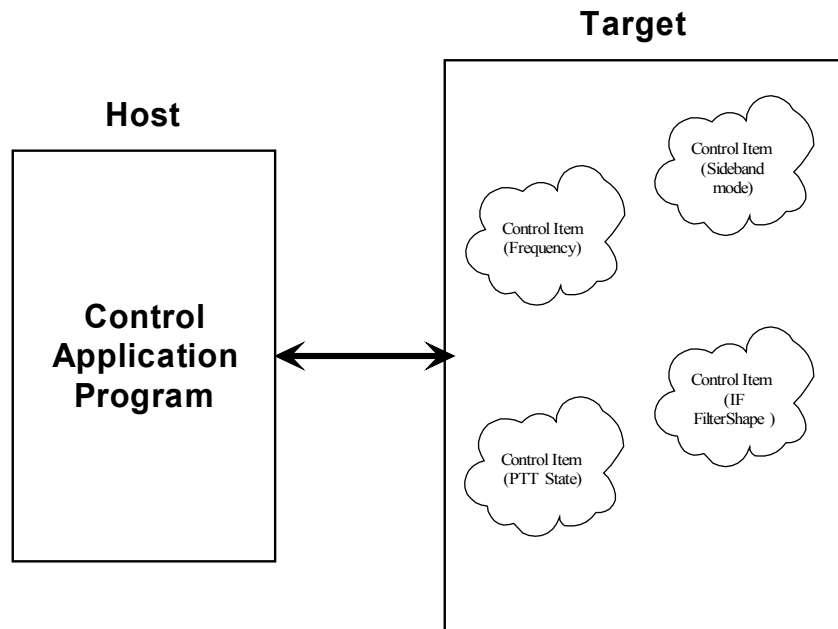 Target
Host
Control
Application
Program
Control Item
(Sideband
mode)
Control Item
(Frequency)
Control Item
(IF
FilterShape )
Control Item
(PTT State)